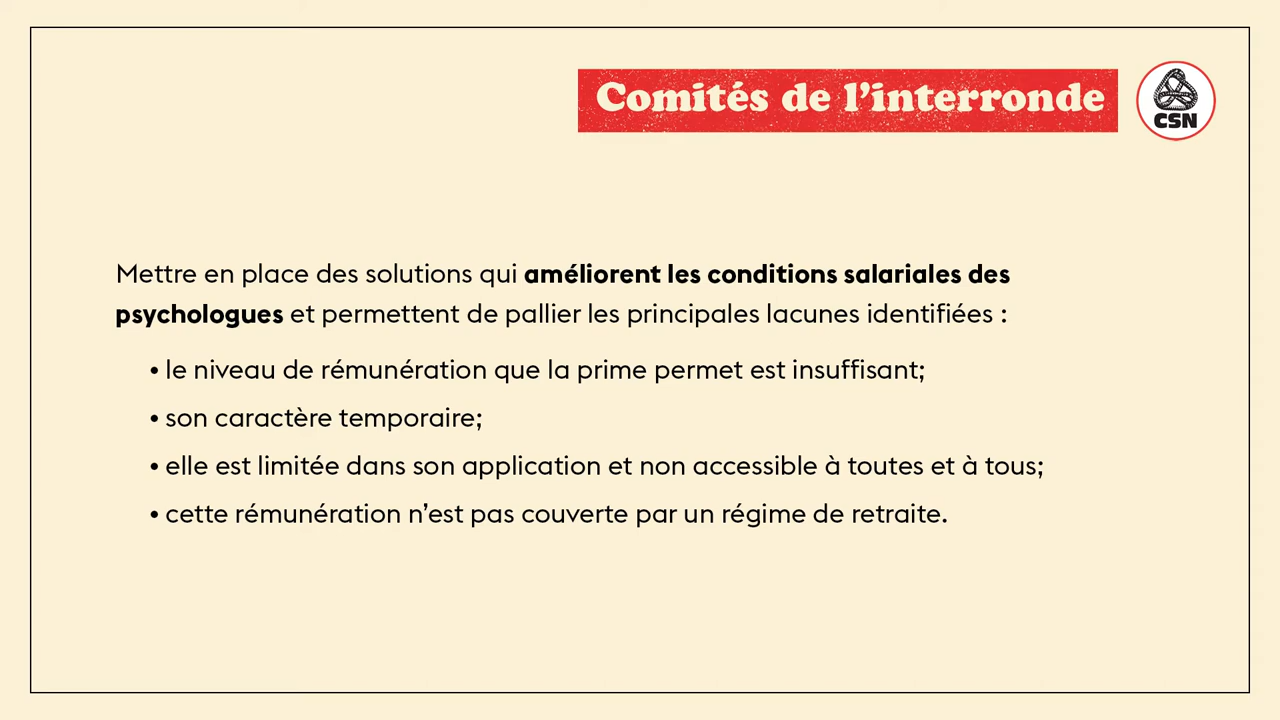 Comités de l’interronde
CSN
Mettre en place des solutions qui améliorent les conditions salariales des
psychologues et permettent de pallier les principales lacunes identifiées :
• le niveau de rémunération que la prime permet est insuffisant;
• son caractère temporaire;
• elle est limitée dans son application et non accessible à toutes et à tous;
• cette rémunération n’est pas couverte par un régime de retraite.